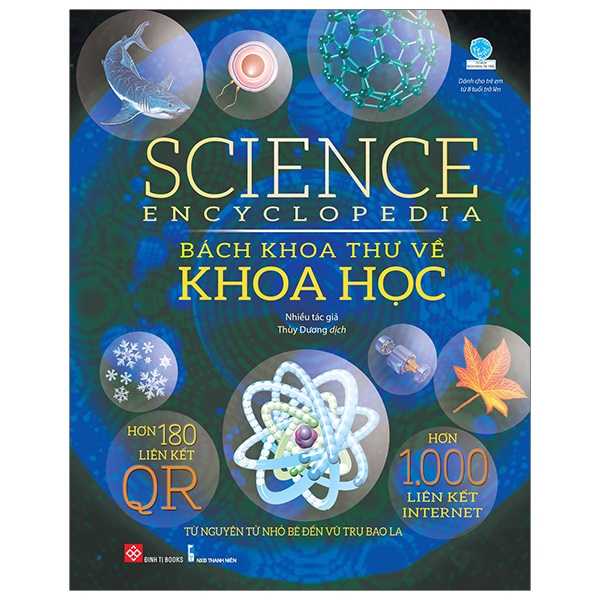 Dành cho trẻ em
từ 8 tuổi trở lên
SCIENCE
ENCYCLOPEDIA
BÁCH KHOA THƯ VỀ
KHOA HỌC
Nhiều tác giả
Thùy Dương dịch
HƠN 180
LIÊN KẾT
QR
HƠN
1.000
LIÊN KẾT
INTERNET
TỪ NGUYÊN TỬ NHỎ BÉ ĐẾN VŨ TRỤ BAO LA
ĐINH TỊ BOOKS
NXB THANH NIÊN